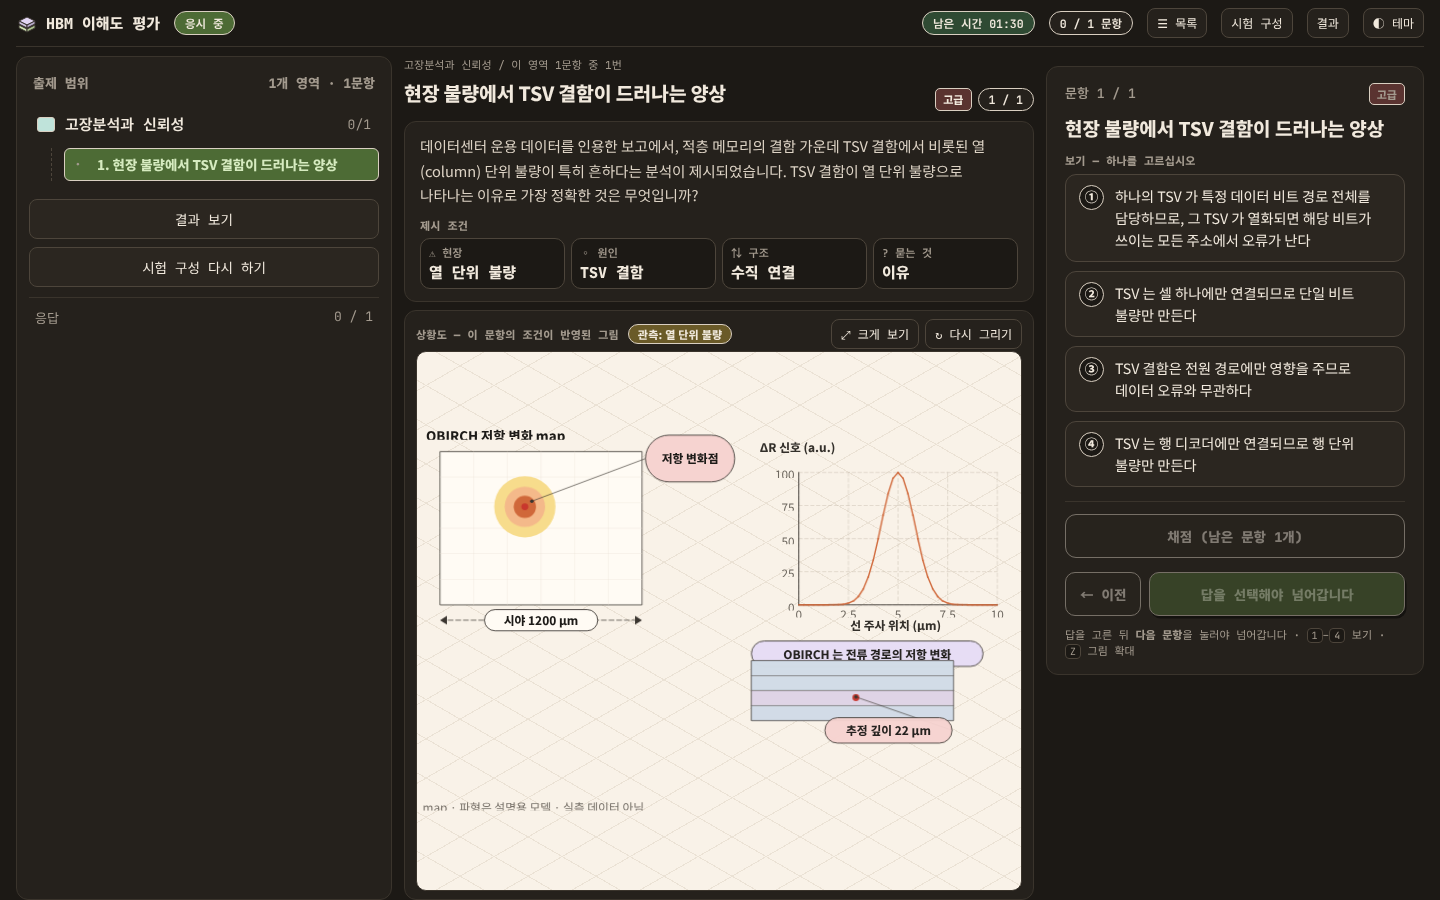 HBM 이해도 평가
응시 중
남은 시간 01:30
0 / 1 문항
☰ 목록
시험 구성
결과
◐ 테마
출제 범위
1개 영역 · 1문항
고장분석과 신뢰성
0/1
· 1. 현장 불량에서 TSV 결함이 드러나는 양상
결과 보기
시험 구성 다시 하기
응답
0 / 1
고장분석과 신뢰성 / 이 영역 1문항 중 1번
현장 불량에서 TSV 결함이 드러나는 양상
고급
1 / 1
데이터센터 운용 데이터를 인용한 보고에서, 적층 메모리의 결함 가운데 TSV 결함에서 비롯된 열
(column) 단위 불량이 특히 흔하다는 분석이 제시되었습니다. TSV 결함이 열 단위 불량으로
나타나는 이유로 가장 정확한 것은 무엇입니까?
제시 조건
⚠ 현장
열 단위 불량
◦ 원인
TSV 결함
⇅ 구조
수직 연결
? 묻는 것
이유
상황도 — 이 문항의 조건이 반영된 그림
관측: 열 단위 불량
⤢ 크게 보기
↻ 다시 그리기
OBIRCH 저항 변화 map
저항 변화점
시야 1200 μm
ΔR 신호 (a.u.)
100
75
50
25
0
0
2.5
5
7.5
10
선 주사 위치 (μm)
OBIRCH 는 전류 경로의 저항 변화
추정 깊이 22 μm
map · 파형은 설명용 모델 · 실측 데이터 아님
문항 1 / 1
고급
현장 불량에서 TSV 결함이 드러나는 양상
보기 — 하나를 고르십시오
① 하나의 TSV 가 특정 데이터 비트 경로 전체를
담당하므로, 그 TSV 가 열화되면 해당 비트가
쓰이는 모든 주소에서 오류가 난다
② TSV 는 셀 하나에만 연결되므로 단일 비트
불량만 만든다
③ TSV 결함은 전원 경로에만 영향을 주므로
데이터 오류와 무관하다
④ TSV 는 행 디코더에만 연결되므로 행 단위
불량만 만든다
채점 (남은 문항 1개)
← 이전
답을 선택해야 넘어갑니다
답을 고른 뒤 다음 문항을 눌러야 넘어갑니다 · 1–4 보기 ·
Z 그림 확대